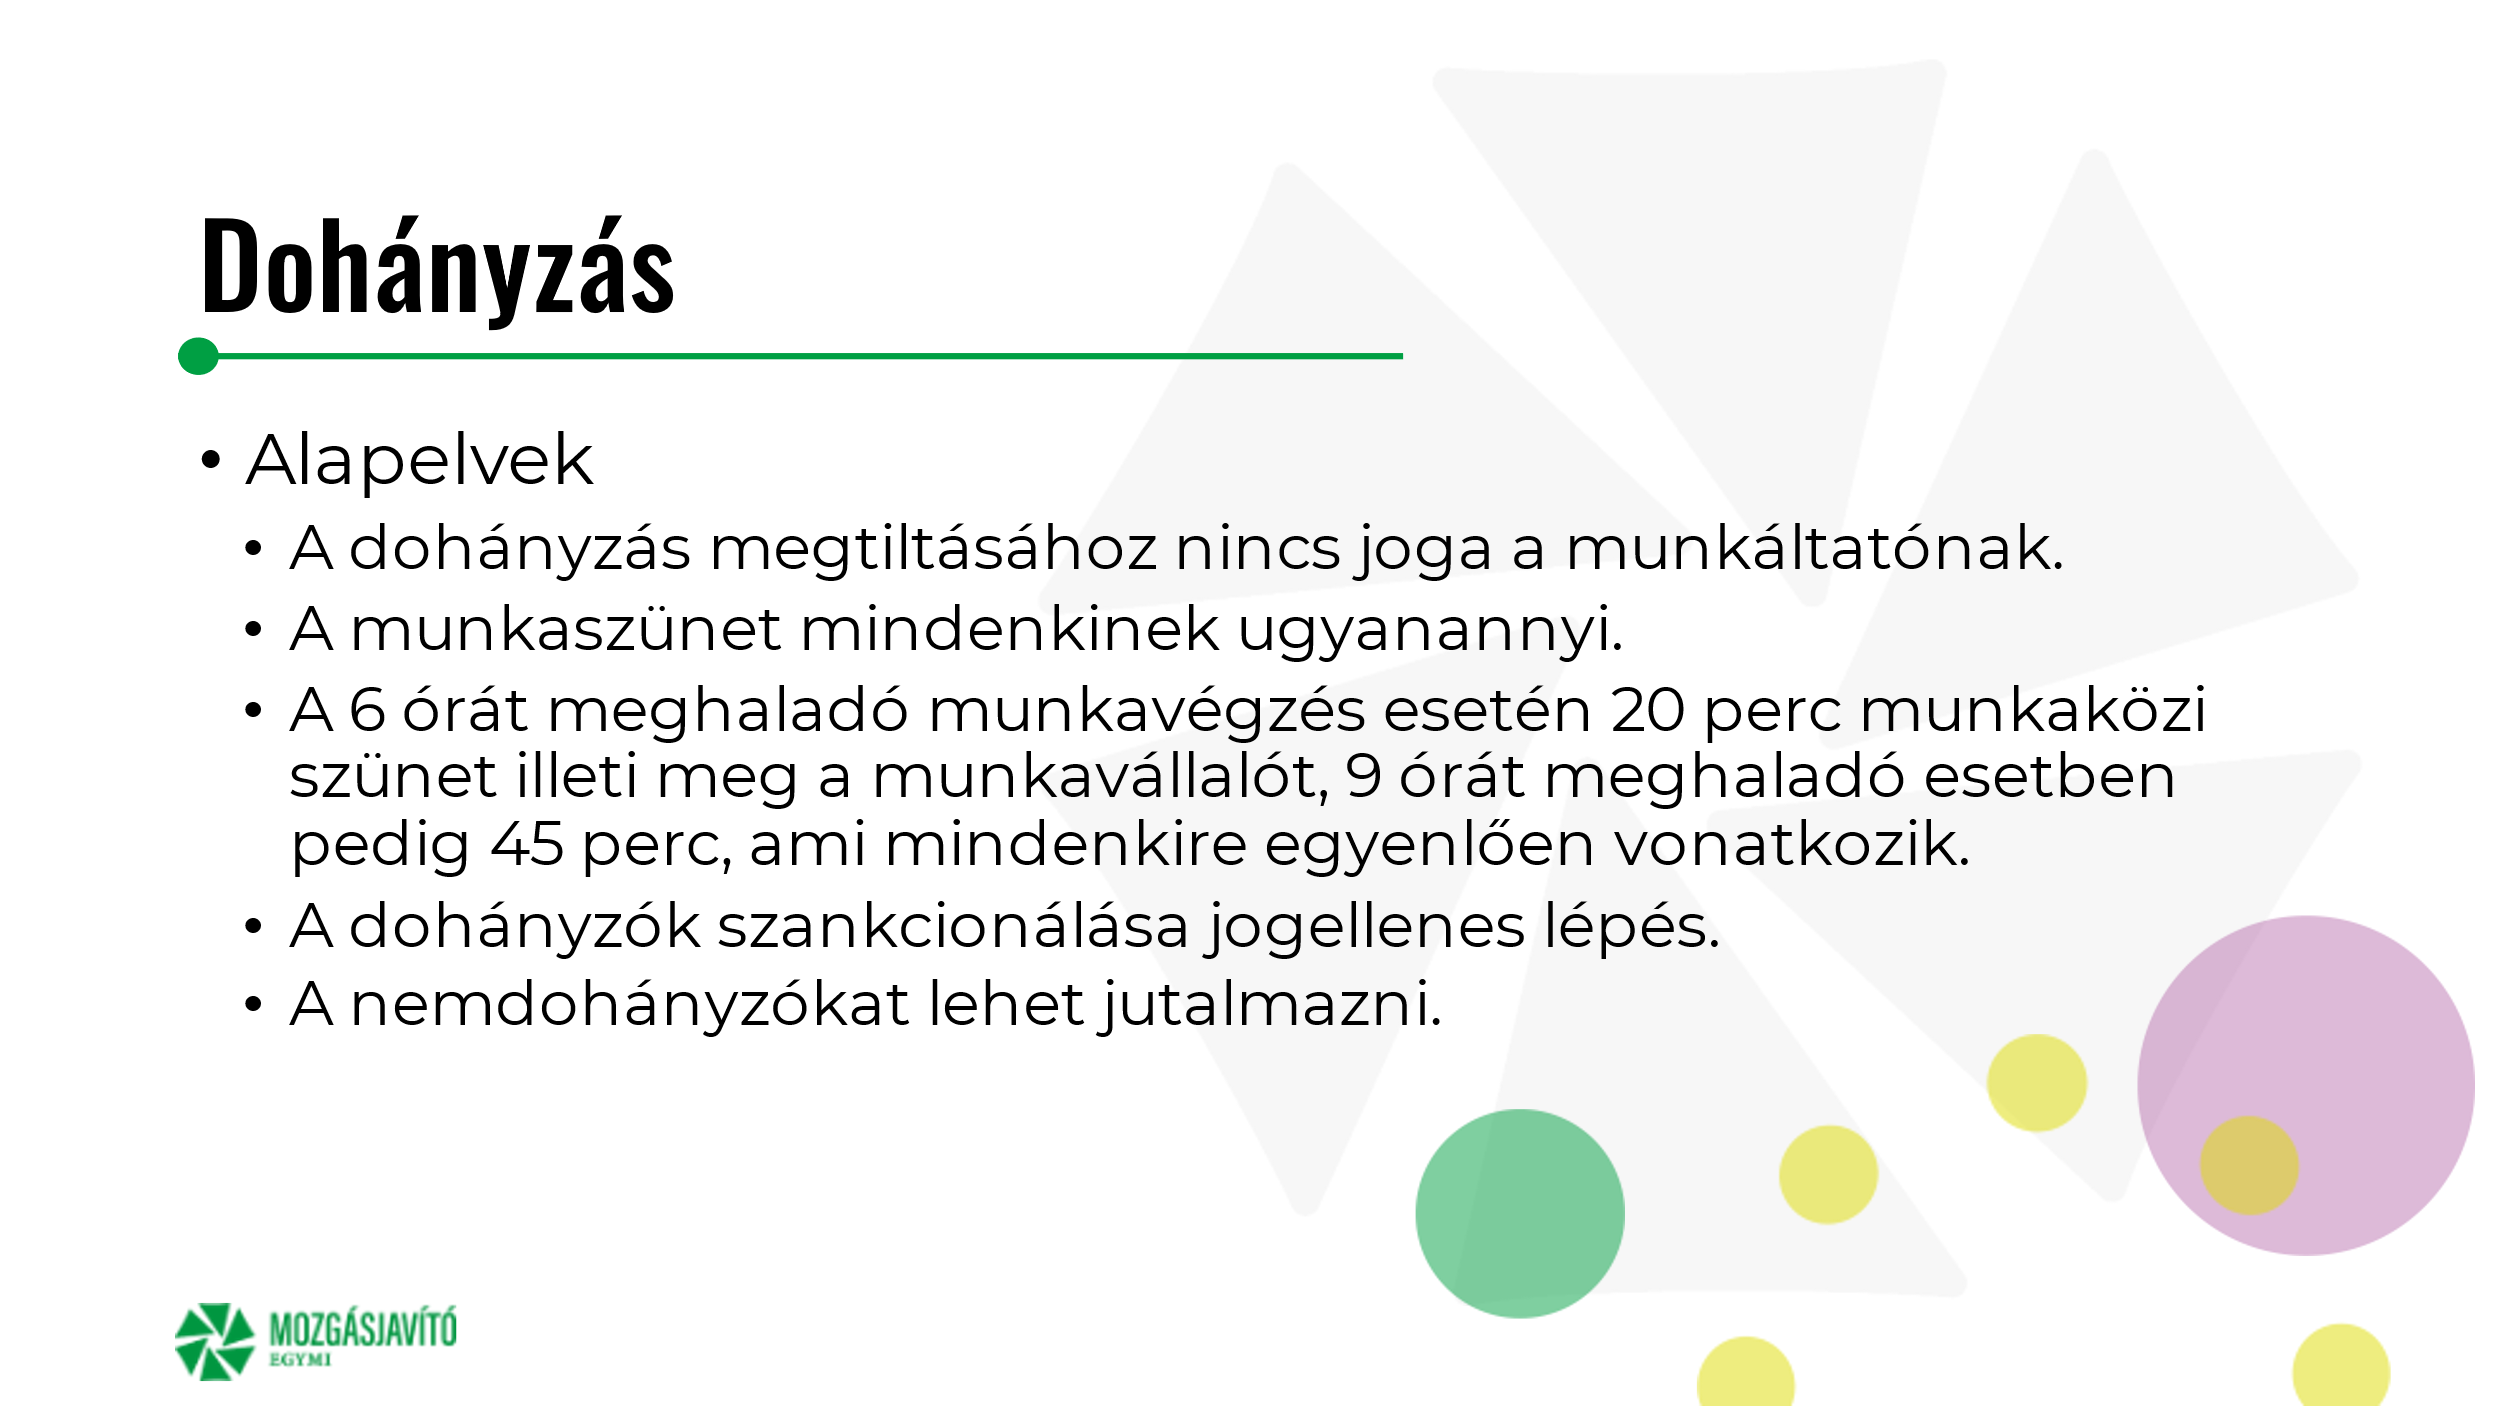 Dohányzás
• Alapelvek
• A dohányzás megtiltásához nincs joga a munkáltatónak.
• A munkaszünet mindenkinek ugyanannyi.
• A 6 órát meghaladó munkavégzés esetén 20 perc munkaközi
szünet illeti meg a munkavállalót, 9 órát meghaladó esetben
pedig 45 perc, ami mindenkire egyenlően vonatkozik.
• A dohányzók szankcionálása jogellenes lépés.
• A nemdohányzókat lehet jutalmazni.
MOZGÁSJAVÍTÓ
EGYMI